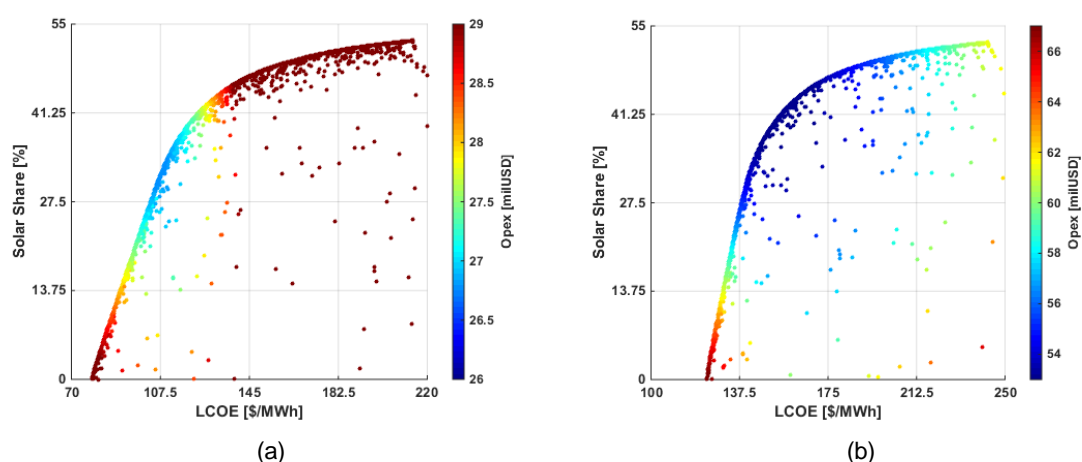 55
41.25
27.5
13.75
0
Solar Share [%]
70 107.5 145 182.5 220
LCOE [$/MWh]
29
28.5
28
27.5
27
26.5
26
Opex [milUSD]
(a)
55
41.25
27.5
13.75
0
Solar Share [%]
100 137.5 175 212.5 250
LCOE [$/MWh]
66
64
62
60
58
56
54
Opex [milUSD]
(b)